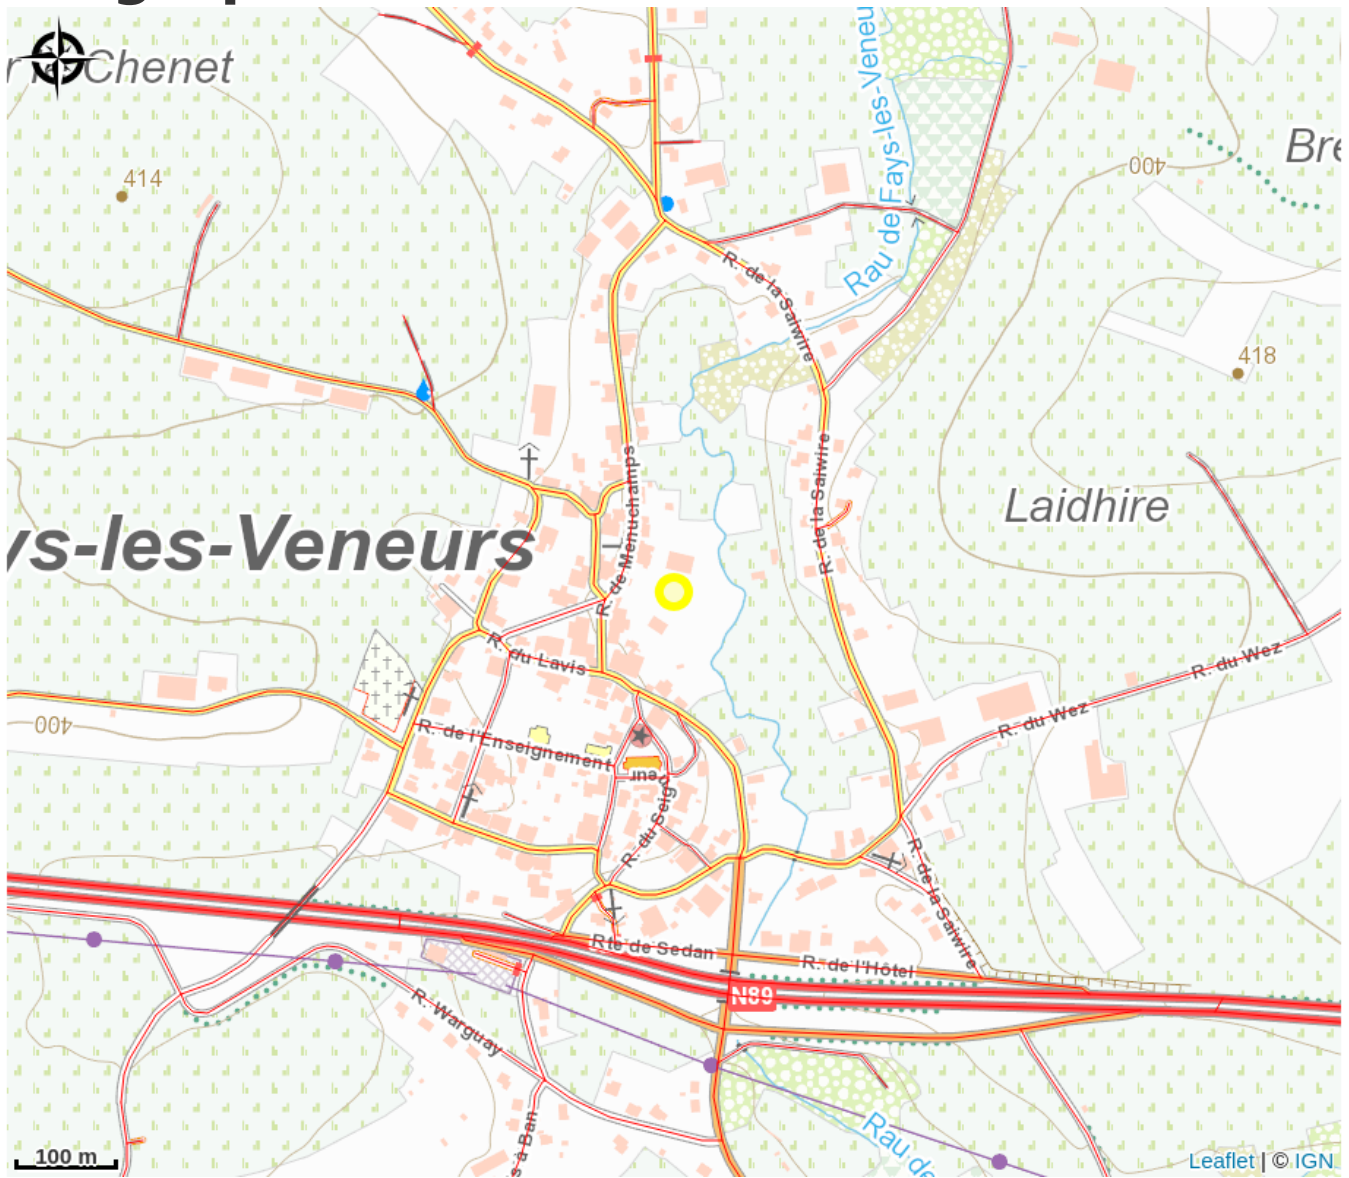 Chenet
414
Rau de Fays-les-Veneu
400
Bre
R. de la Saiwire
418
R. de Menuchamps
R. de la Saiwire
Laidhire
ys-les-Veneurs
R. du Lavis
R. du Wez
R. du Wez
400
R. de l'Enseignement
R. du Seigneur
R. de la Saiwire
Rte de Sedan
R. de l'Hôtel
N89
R. Warguay
s à Ban
Rau de
100 m
Leaflet | © IGN